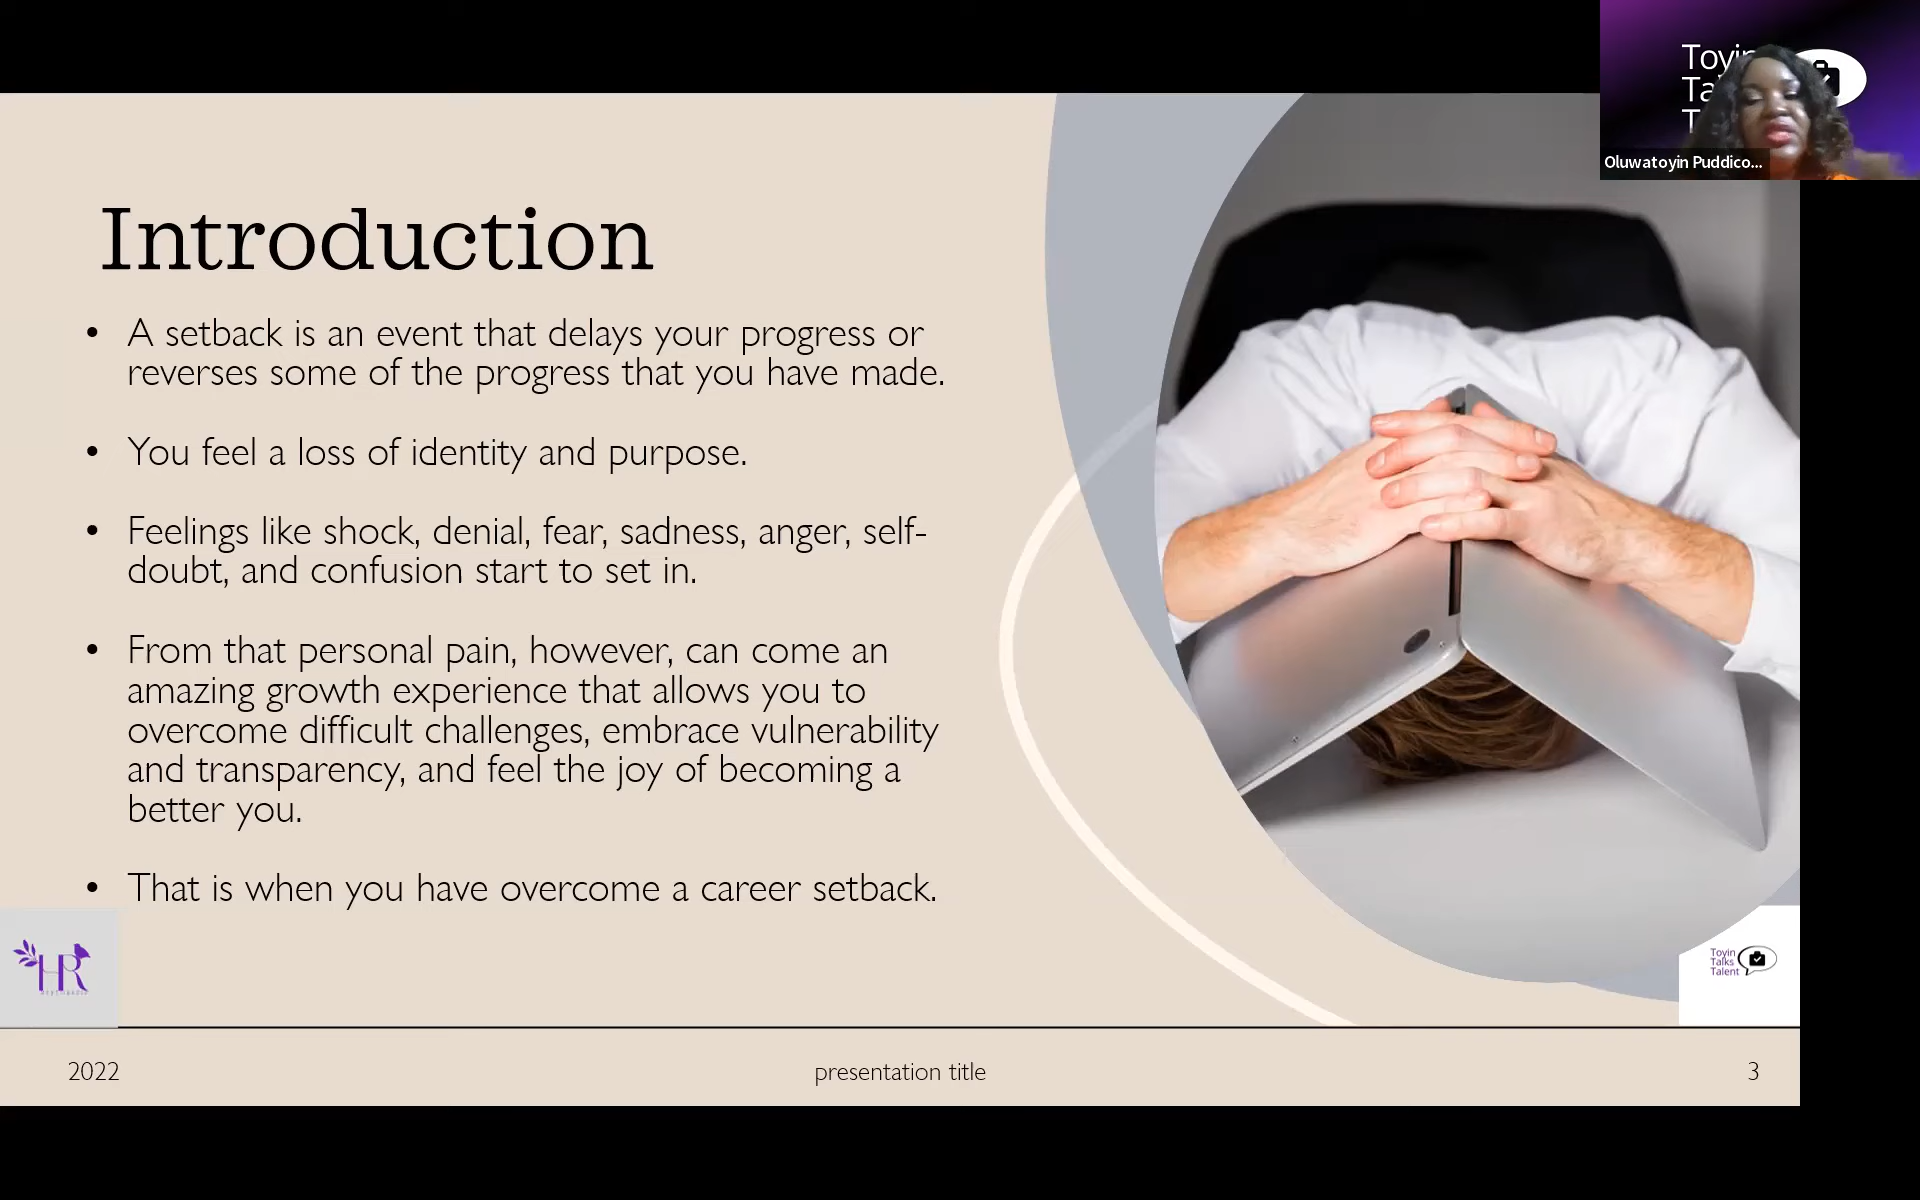 Toyin
Oluwatoyin Puddico...
Introduction
• A setback is an event that delays your progress or
reverses some of the progress that you have made.
• You feel a loss of identity and purpose.
• Feelings like shock, denial, fear, sadness, anger, self-
doubt, and confusion start to set in.
• From that personal pain, however, can come an
amazing growth experience that allows you to
overcome difficult challenges, embrace vulnerability
and transparency, and feel the joy of becoming a
better you.
• That is when you have overcome a career setback.
HR
Toyin
Talks
Talent
2022
presentation title
3